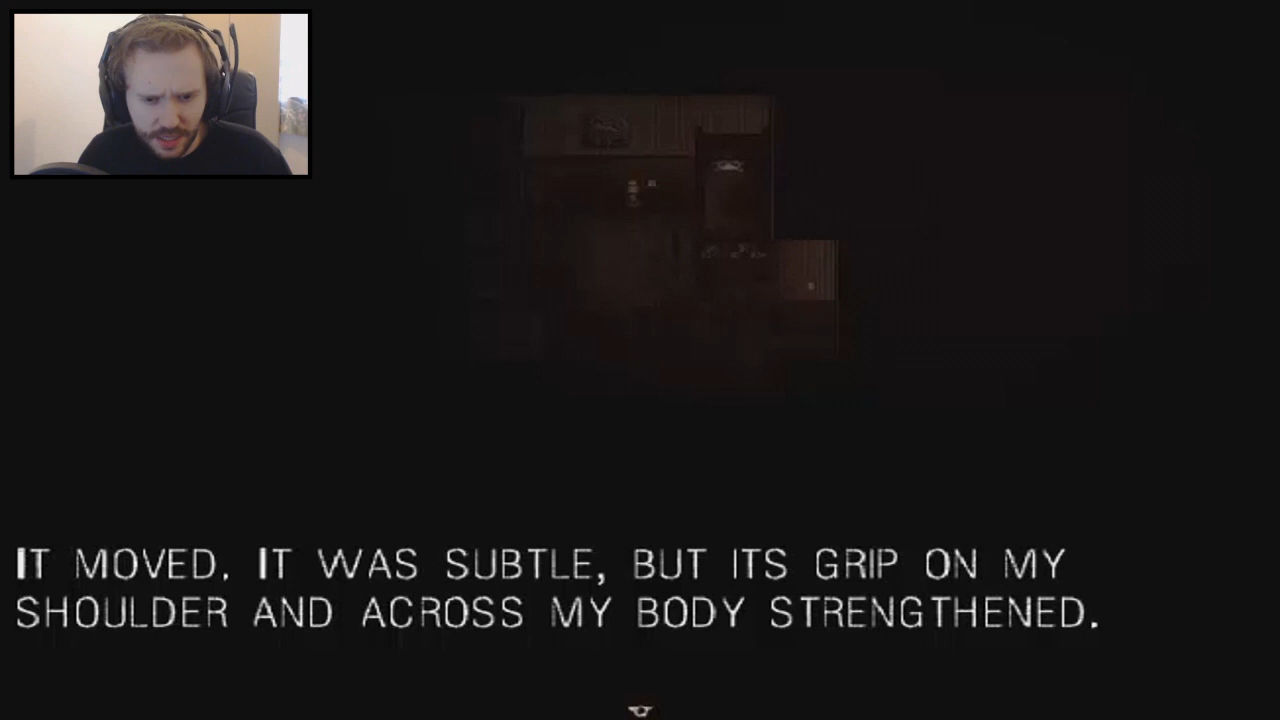 IT MOVED. IT WAS SUBTLE, BUT ITS GRIP ON MY
SHOULDER AND ACROSS MY BODY STRENGTHENED.